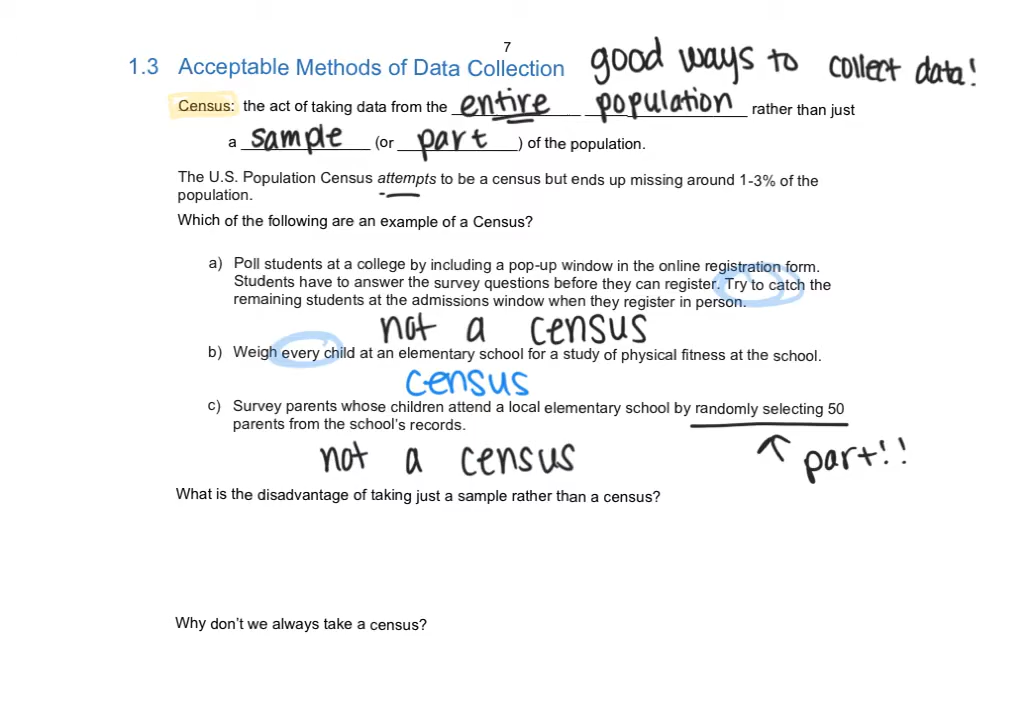 7
1.3 Acceptable Methods of Data Collection good ways to collect data!
Census: the act of taking data from the entire population rather than just
a sample (or part) of the population.
The U.S. Population Census attempts to be a census but ends up missing around 1-3% of the
population.
Which of the following are an example of a Census?
a) Poll students at a college by including a pop-up window in the online registration form.
Students have to answer the survey questions before they can register. Try to catch the
remaining students at the admissions window when they register in person.
not a census
b) Weigh every child at an elementary school for a study of physical fitness at the school.
census
c) Survey parents whose children attend a local elementary school by randomly selecting 50
parents from the school's records.
not a census part!!
What is the disadvantage of taking just a sample rather than a census?
Why don't we always take a census?